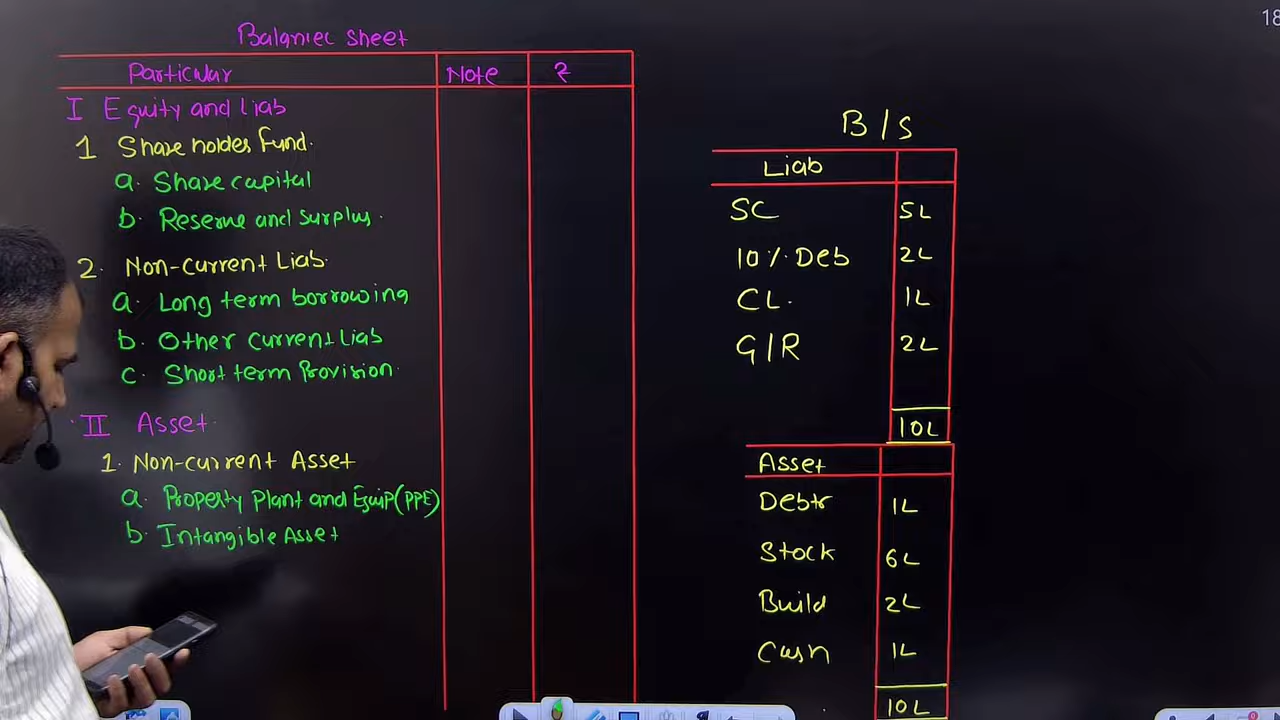 18
Balaniec Sheet
Particular Note ₹
I Equity and Liab
1 Share holdes Fund.
a. Share capital
b. Reserve and surplus.
2. Non-current Liab.
a. Long term borrowing
b. Other current Liab
c. Short term Provision.
II Asset.
1. Non-current Asset
a. Property Plant and Equip(PPE)
b. Intangible Asset
B/S
Liab
SC 5L
10%. Deb 2L
CL. 1L
G/R 2L
10L
Asset
Debtr 1L
Stock 6L
Build 2L
Cash 1L
10L